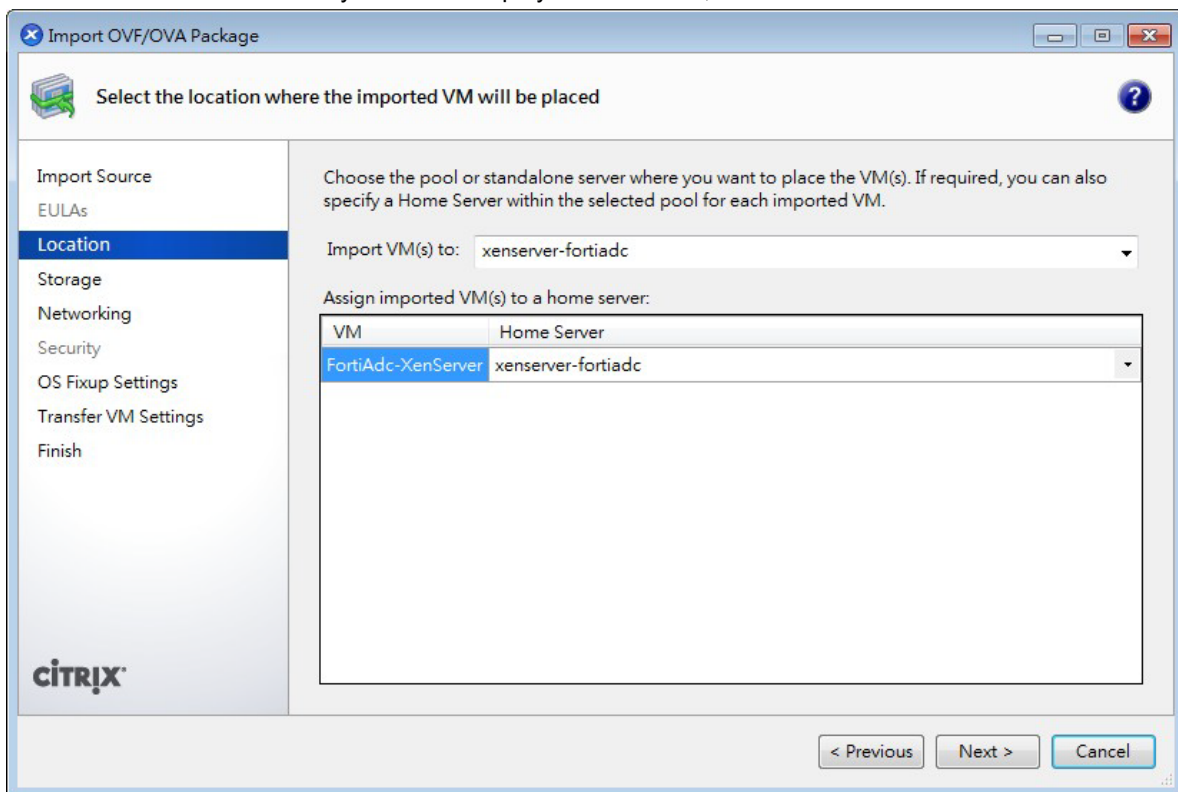 Import OVF/OVA Package
Select the location where the imported VM will be placed
?
Import Source
EULAs
Location
Storage
Networking
Security
OS Fixup Settings
Transfer VM Settings
Finish
CITRIX
Choose the pool or standalone server where you want to place the VM(s). If required, you can also
specify a Home Server within the selected pool for each imported VM.
Import VM(s) to: xenserver-fortiadc
Assign imported VM(s) to a home server:
VM Home Server
FortiAdc-XenServer xenserver-fortiadc
< Previous Next > Cancel